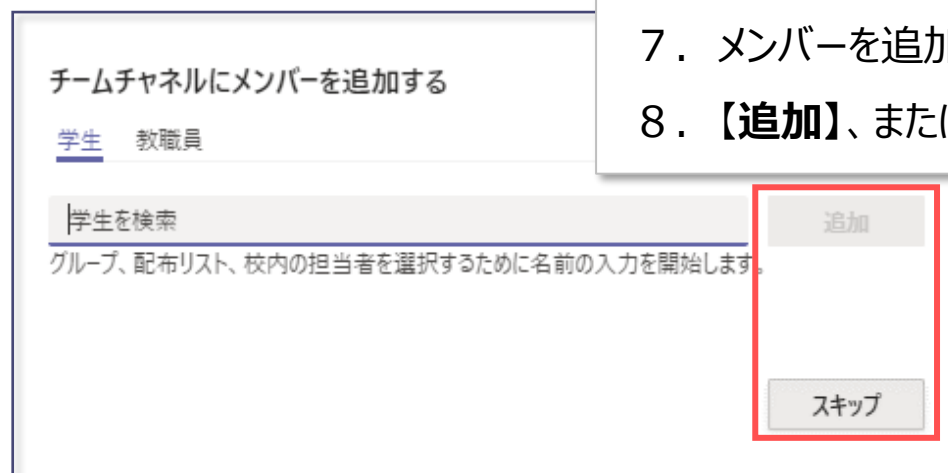 チームチャネルにメンバーを追加する
学生 教職員
学生を検索
追加
グループ、配布リスト、校内の担当者を選択するために名前の入力を開始します。
スキップ
７．メンバーを追加
８．【追加】、または